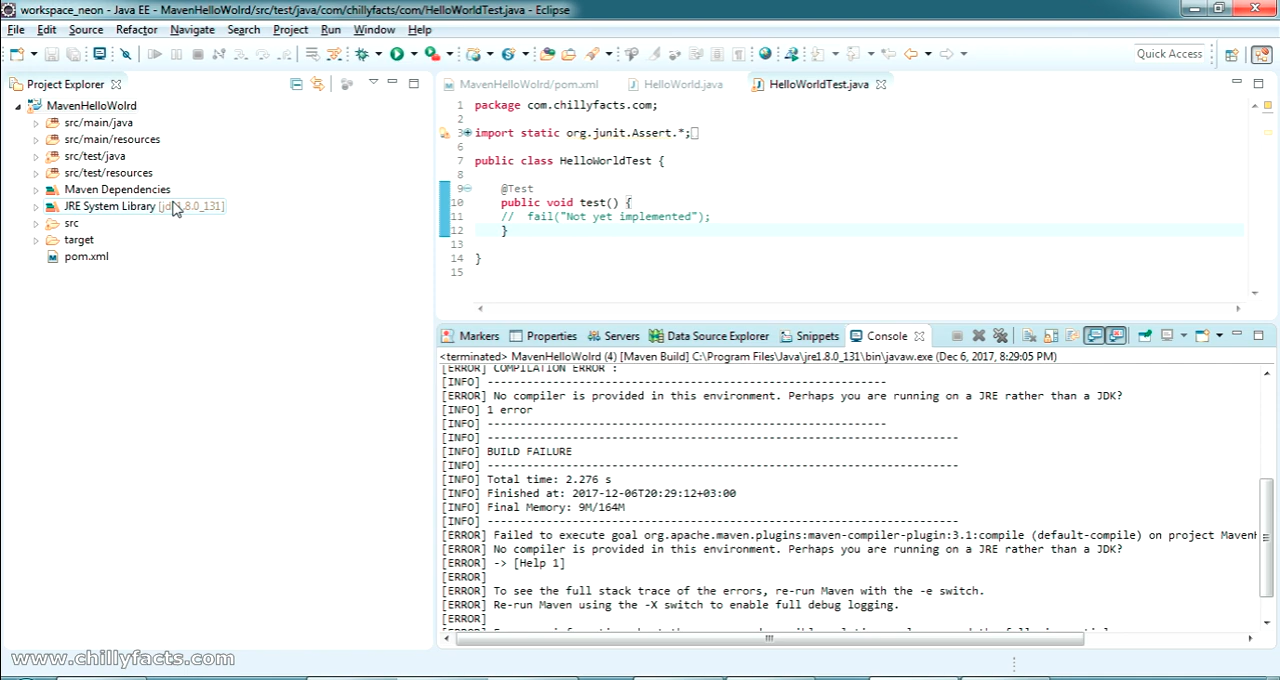 workspace_neon - Java EE - MavenHelloWolrd/src/test/java/com/chillyfacts/com/HelloWorldTest.java - Eclipse
File Edit Source Refactor Navigate Search Project Run Window Help
Quick Access
Project Explorer
MavenHelloWolrd
src/main/java
src/main/resources
src/test/java
src/test/resources
Maven Dependencies
JRE System Library
src
target
pom.xml
MavenHelloWolrd/pom.xml HelloWorld.java HelloWorldTest.java
1 package com.chillyfacts.com;
2
3 import static org.junit.Assert.*;
6
7 public class HelloWorldTest {
8
9 @Test
10 public void test() {
11 // fail("Not yet implemented");
12 }
13
14 }
15
Markers Properties Servers Data Source Explorer Snippets Console
<terminated> MavenHelloWolrd (4) [Maven Build] C:\Program Files\Java\jre1.8.0_131\bin\javaw.exe (Dec 6, 2017, 8:29:05 PM)
[ERROR] COMPILATION ERROR :
[INFO] -------------------------------------------------------------
[ERROR] No compiler is provided in this environment. Perhaps you are running on a JRE rather than a JDK?
[INFO] 1 error
[INFO] -------------------------------------------------------------
[INFO] ------------------------------------------------------------------------
[INFO] BUILD FAILURE
[INFO] ------------------------------------------------------------------------
[INFO] Total time: 2.276 s
[INFO] Finished at: 2017-12-06T20:29:12+03:00
[INFO] Final Memory: 9M/164M
[INFO] ------------------------------------------------------------------------
[ERROR] Failed to execute goal org.apache.maven.plugins:maven-compiler-plugin:3.1:compile (default-compile) on project MavenH
[ERROR] No compiler is provided in this environment. Perhaps you are running on a JRE rather than a JDK?
[ERROR] -> [Help 1]
[ERROR]
[ERROR] To see the full stack trace of the errors, re-run Maven with the -e switch.
[ERROR] Re-run Maven using the -X switch to enable full debug logging.
[ERROR]
www.chillyfacts.com